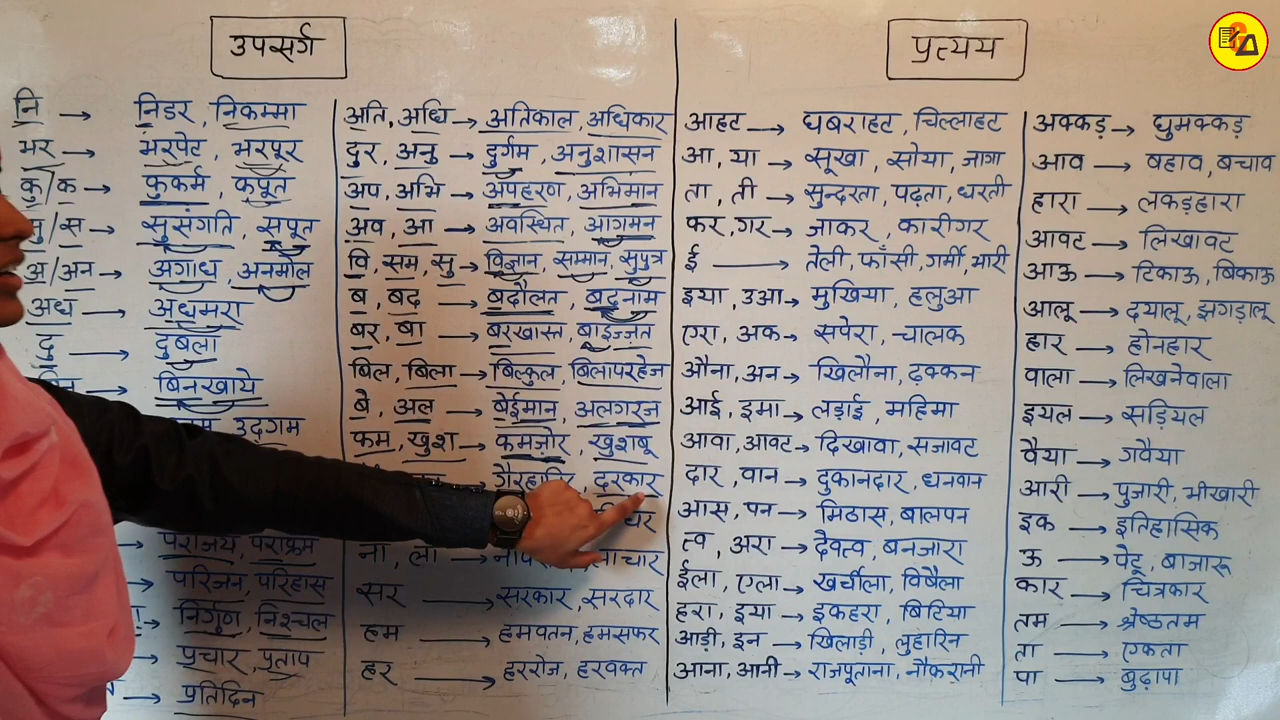 उपसर्ग
नि → निडर, निकम्मा
भर → भरपेट, भरपूर
कु/क → कुकर्म, कपूत
सु/स → सुसंगति, सपूत
अ/अन → अगाध, अनमोल
अध → अधमरा
दु → दुबला
→ बिनखाये
उद्गम
पराजय, पराक्रम
→ परिजन, परिहास
→ निर्गुण, निश्चल
→ प्रचार, प्रताप
→ प्रतिदिन
अति, अधि → अतिकाल, अधिकार
दुर, अनु → दुर्गम, अनुशासन
अप, अभि → अपहरण, अभिमान
अव, आ → अवस्थित, आगमन
वि, सम, सु → विज्ञान, सम्मान, सुपुत्र
ब, बद → बदौलत, बदनाम
बर, बा → बरखास्त, बाइज्ज़त
बिल, बिला → बिल्कुल, बिलापरहेज
बे, अल → बेईमान, अलगरज
कम, खुश → कमज़ोर, खुशबू
→ दरकार
ना, ला → लाचार
सर → सरकार, सरदार
हम → हमवतन, हमसफर
हर → हररोज, हरवक्त
प्रत्यय
आहट → घबराहट, चिल्लाहट
आ, या → सूखा, सोया, जागा
ता, ती → सुन्दरता, पढ़ता, धरती
कर, गर → जाकर, कारीगर
ई → तेली, फाँसी, गर्मी, भारी
इया, उआ → मुखिया, हलुआ
एरा, अक → सपेरा, चालक
औना, अन → खिलौना, ढ़क्कन
आई, इमा → लड़ाई, महिमा
आवा, आवट → दिखावा, सजावट
दार, वान → दुकानदार, धनवान
आस, पन → मिठास, बालपन
त्व, अरा → देवत्व, बनजारा
ईला, एला → खर्चीला, विषैला
हरा, इया → इकहरा, बिटिया
आड़ी, इन → खिलाड़ी, लुहारिन
आना, आनी → राजपूताना, नौकरानी
अक्कड़ → घुमक्कड़
आव → बहाव, बचाव
हारा → लकड़हारा
आवट → लिखावट
आऊ → टिकाऊ, बिकाऊ
आलू → दयालू, झगड़ालू
हार → होनहार
वाला → लिखनेवाला
इयल → सड़ियल
वैया → गवैया
आरी → पुजारी, भीखारी
इक → इतिहासिक
ऊ → पेटू, बाजारू
कार → चित्रकार
तम → श्रेष्ठतम
ता → एकता
पा → बुढ़ापा